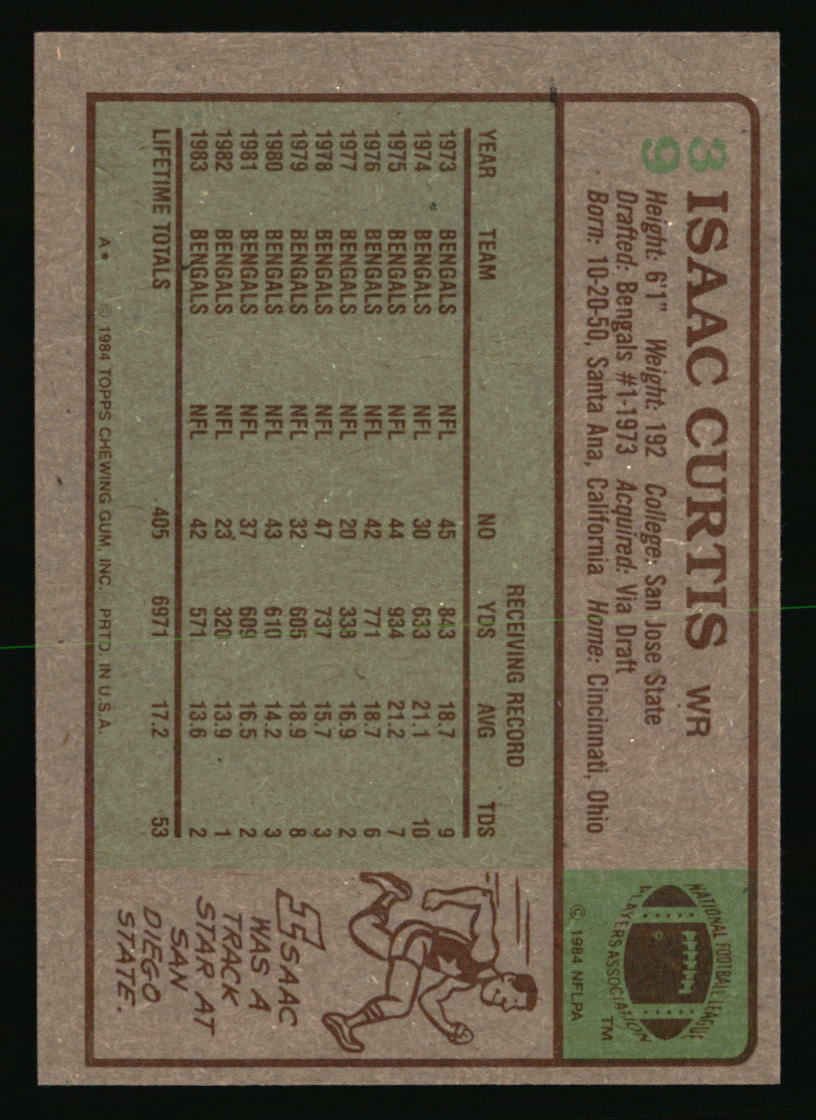 39
ISAAC CURTIS WR
Height: 6'1" Weight: 192 College: San Jose State
Drafted: Bengals #1-1973 Acquired: Via Draft
Born: 10-20-50, Santa Ana, California Home: Cincinnati, Ohio
NATIONAL FOOTBALL LEAGUE
PLAYERS ASSOCIATION
TM
© 1984 NFLPA
RECEIVING RECORD
YEAR TEAM NO YDS AVG TDS
1973 BENGALS NFL 45 843 18.7 9
1974 BENGALS NFL 30 633 21.1 10
1975 BENGALS NFL 44 934 21.2 7
1976 BENGALS NFL 42 771 18.7 6
1977 BENGALS NFL 20 338 16.9 2
1978 BENGALS NFL 47 737 15.7 3
1979 BENGALS NFL 32 605 18.9 8
1980 BENGALS NFL 43 610 14.2 3
1981 BENGALS NFL 37 609 16.5 2
1982 BENGALS NFL 23 320 13.9 1
1983 BENGALS NFL 42 571 13.6 2
LIFETIME TOTALS 405 6971 17.2 53
A* © 1984 TOPPS CHEWING GUM, INC. PRTD. IN U.S.A.
ISAAC
WAS A
TRACK
STAR AT
SAN
DIEGO
STATE.